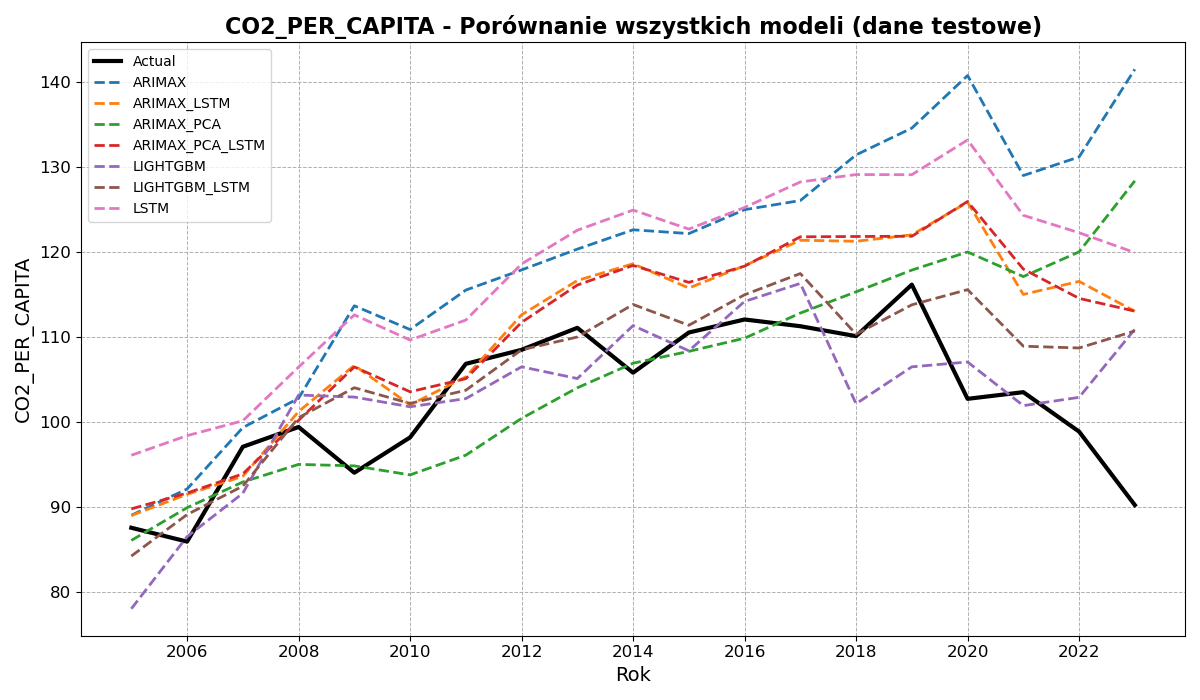 CO2_PER_CAPITA - Porównanie wszystkich modeli (dane testowe)
Actual
ARIMAX
ARIMAX_LSTM
ARIMAX_PCA
ARIMAX_PCA_LSTM
LIGHTGBM
LIGHTGBM_LSTM
LSTM
CO2_PER_CAPITA
140
130
120
110
100
90
80
2006 2008 2010 2012 2014 2016 2018 2020 2022
Rok